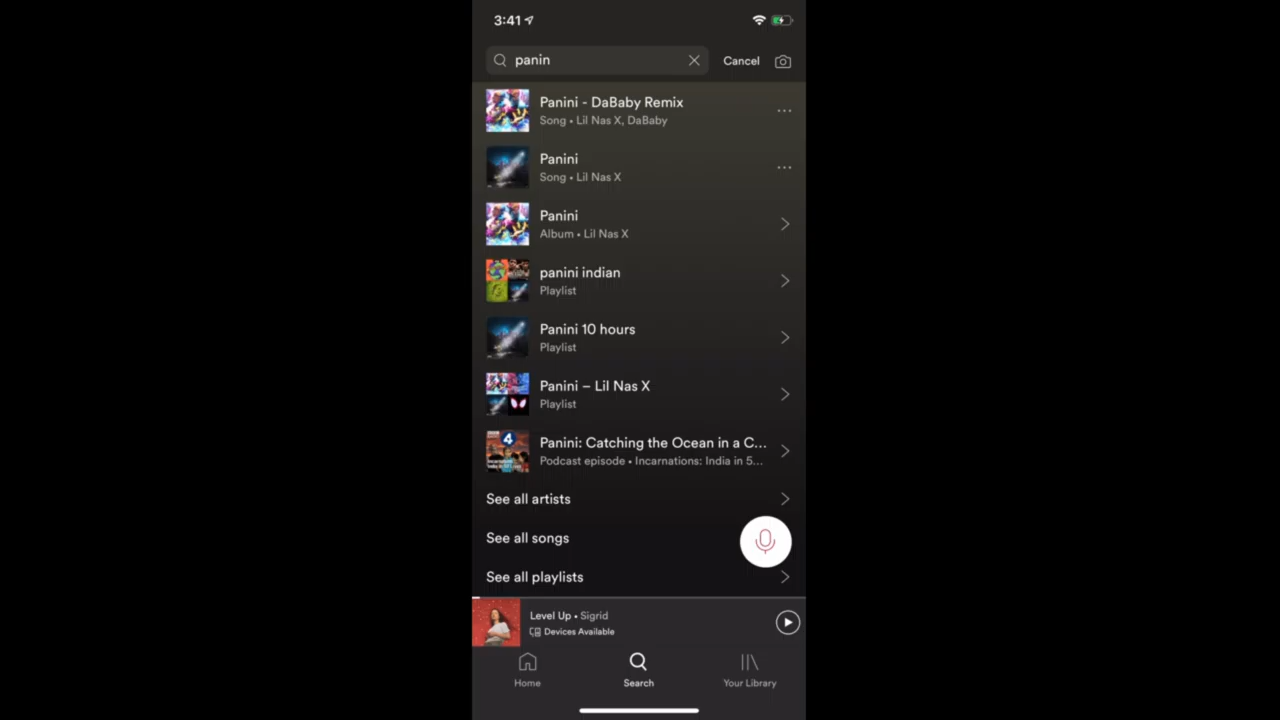 3:41
panin
Cancel
Panini - DaBaby Remix
Song • Lil Nas X, DaBaby
Panini
Song • Lil Nas X
Panini
Album • Lil Nas X
panini indian
Playlist
Panini 10 hours
Playlist
Panini – Lil Nas X
Playlist
4
Panini: Catching the Ocean in a C...
Podcast episode • Incarnations: India in 5...
See all artists
See all songs
See all playlists
Level Up • Sigrid
Devices Available
Home
Search
Your Library